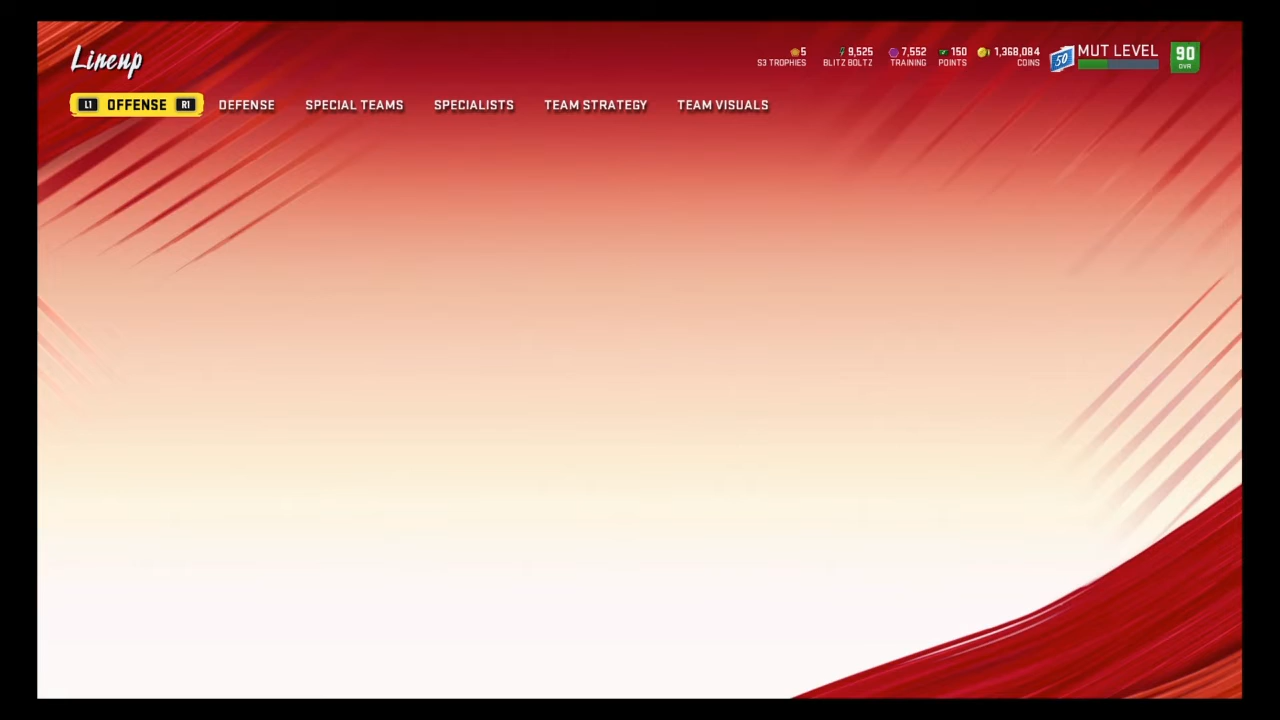 Lineup
5
S3 TROPHIES
9,525
BLITZ BOLTZ
7,552
TRAINING
150
POINTS
1,368,084
COINS
50
MUT LEVEL
90
OVR
L1 OFFENSE R1 DEFENSE SPECIAL TEAMS SPECIALISTS TEAM STRATEGY TEAM VISUALS